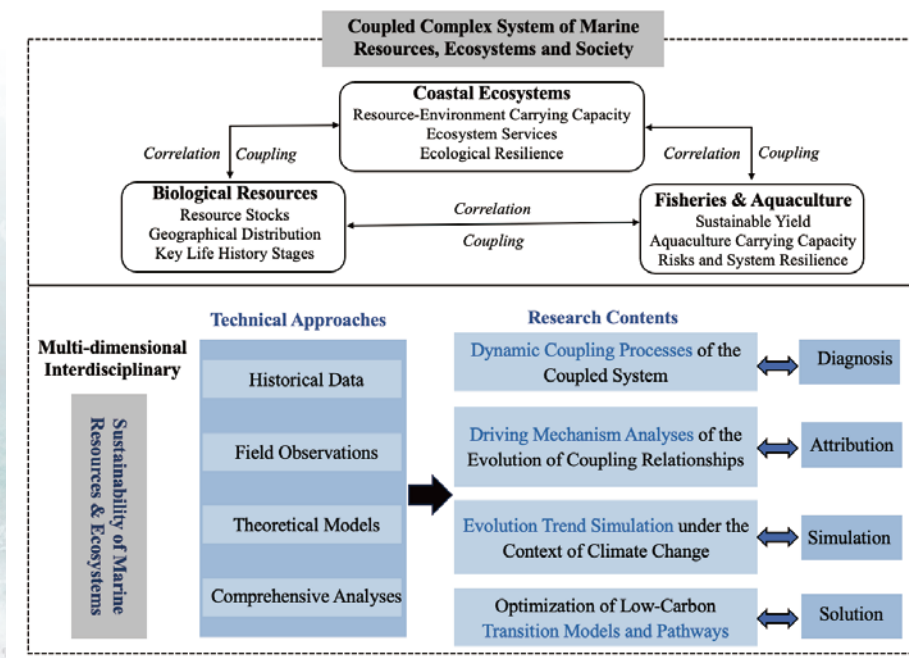 Coupled Complex System of Marine
Resources, Ecosystems and Society
Coastal Ecosystems
Resource-Environment Carrying Capacity
Ecosystem Services
Ecological Resilience
Correlation
Coupling
Correlation
Coupling
Biological Resources
Resource Stocks
Geographical Distribution
Key Life History Stages
Correlation
Coupling
Fisheries & Aquaculture
Sustainable Yield
Aquaculture Carrying Capacity
Risks and System Resilience
Multi-dimensional
Interdisciplinary
Sustainability of Marine
Resources & Ecosystems
Technical Approaches
Historical Data
Field Observations
Theoretical Models
Comprehensive Analyses
Research Contents
Dynamic Coupling Processes of the
Coupled System
Diagnosis
Driving Mechanism Analyses of the
Evolution of Coupling Relationships
Attribution
Evolution Trend Simulation under the
Context of Climate Change
Simulation
Optimization of Low-Carbon
Transition Models and Pathways
Solution